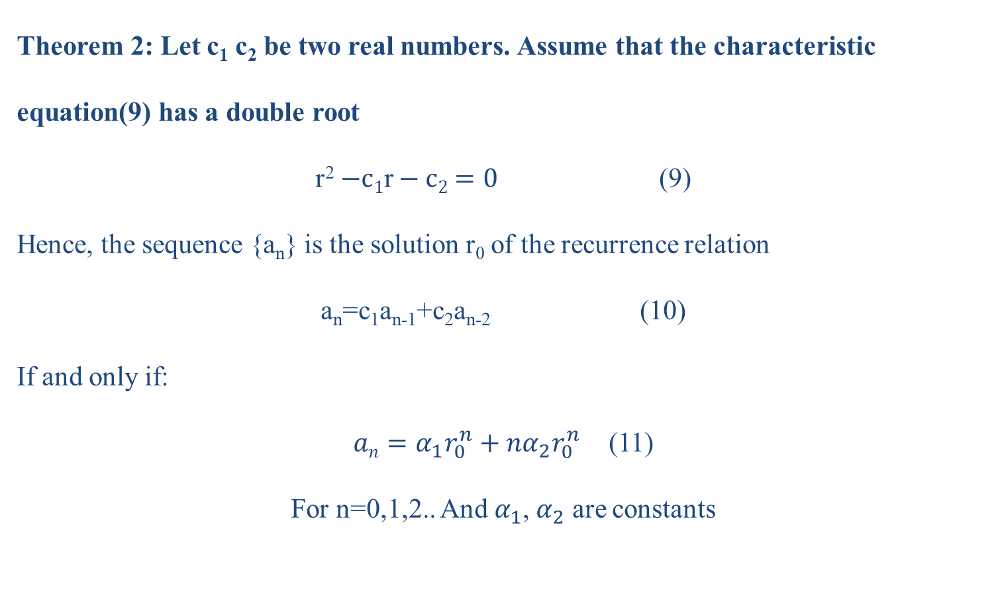 Theorem 2: Let c₁ c₂ be two real numbers. Assume that the characteristic
equation(9) has a double root
r² −c₁r − c₂ = 0 (9)
Hence, the sequence {aₙ} is the solution r₀ of the recurrence relation
aₙ=c₁aₙ₋₁+c₂aₙ₋₂ (10)
If and only if:
𝑎ₙ = 𝛼₁𝑟₀ⁿ + 𝑛𝛼₂𝑟₀ⁿ (11)
For n=0,1,2.. And 𝛼₁, 𝛼₂ are constants